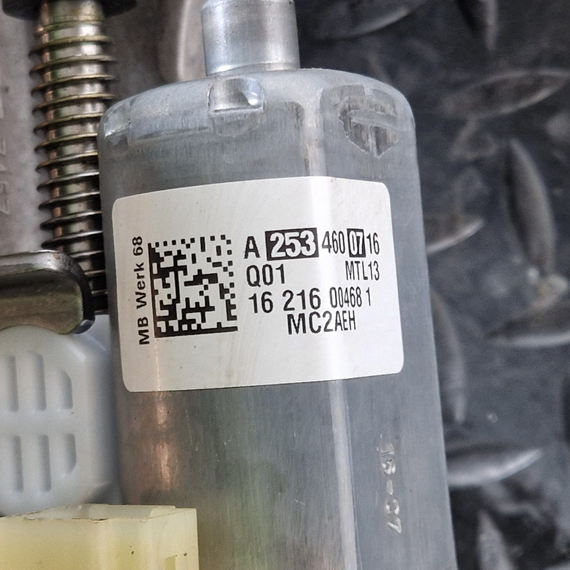 MB Werk 68
A 253 460 07 16
Q01 MTL13
16 216 00468 1
MC2AEH